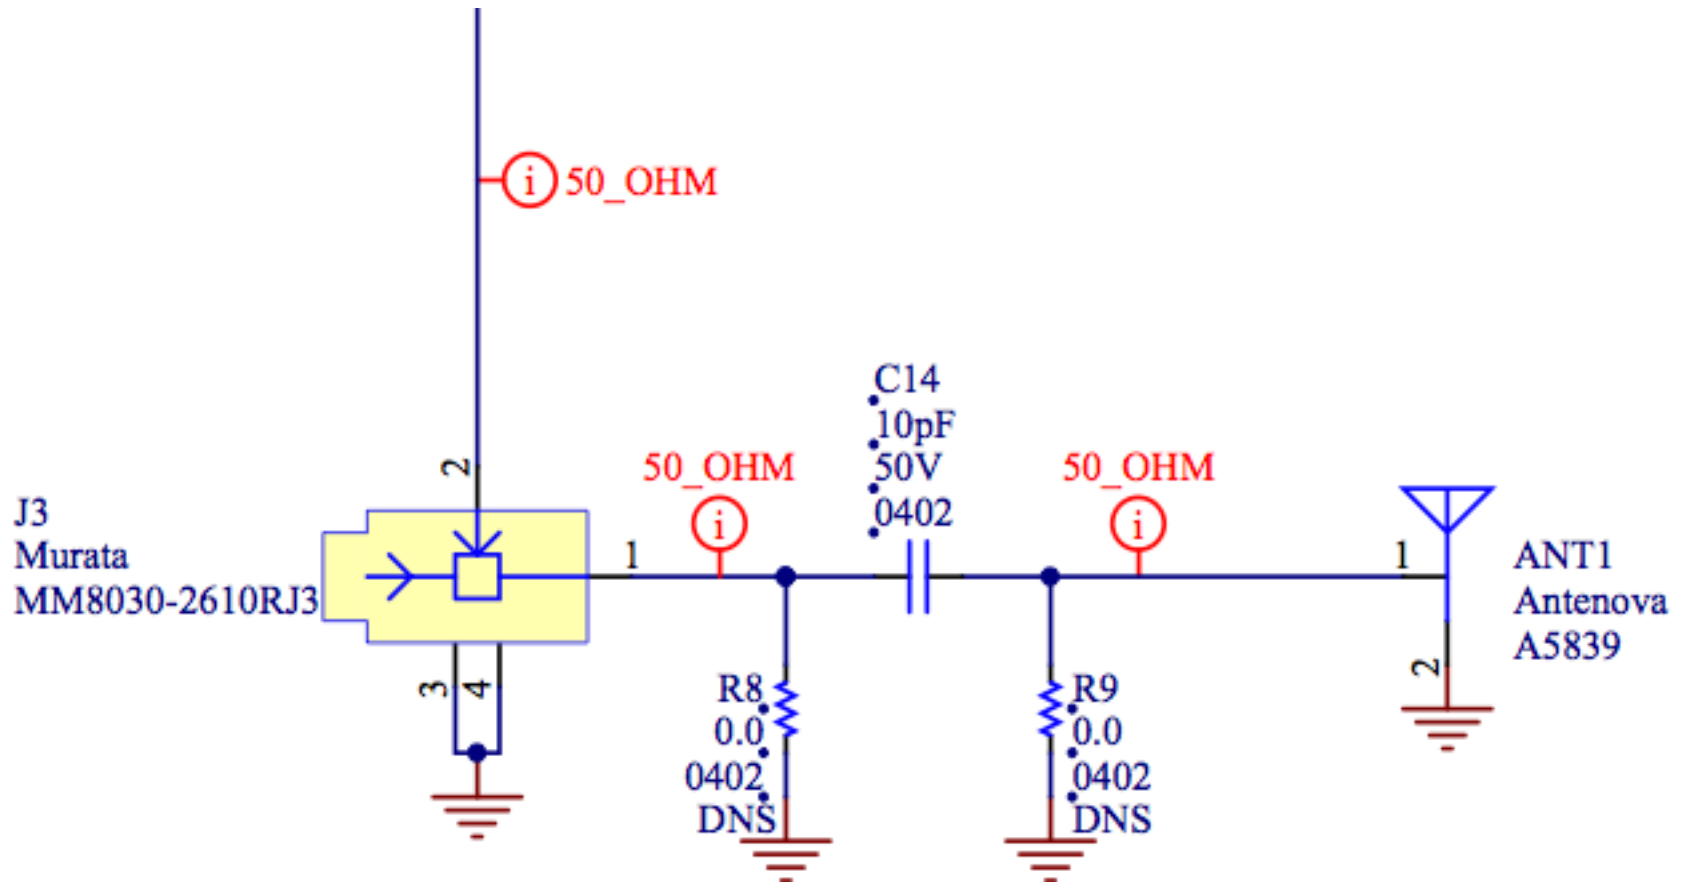 i 50_OHM
C14
10pF
50V
0402
50_OHM
i
50_OHM
i
2
J3
Murata
MM8030-2610RJ3
1
1
ANT1
Antenova
A5839
2
3
4
R8
0.0
0402
DNS
R9
0.0
0402
DNS